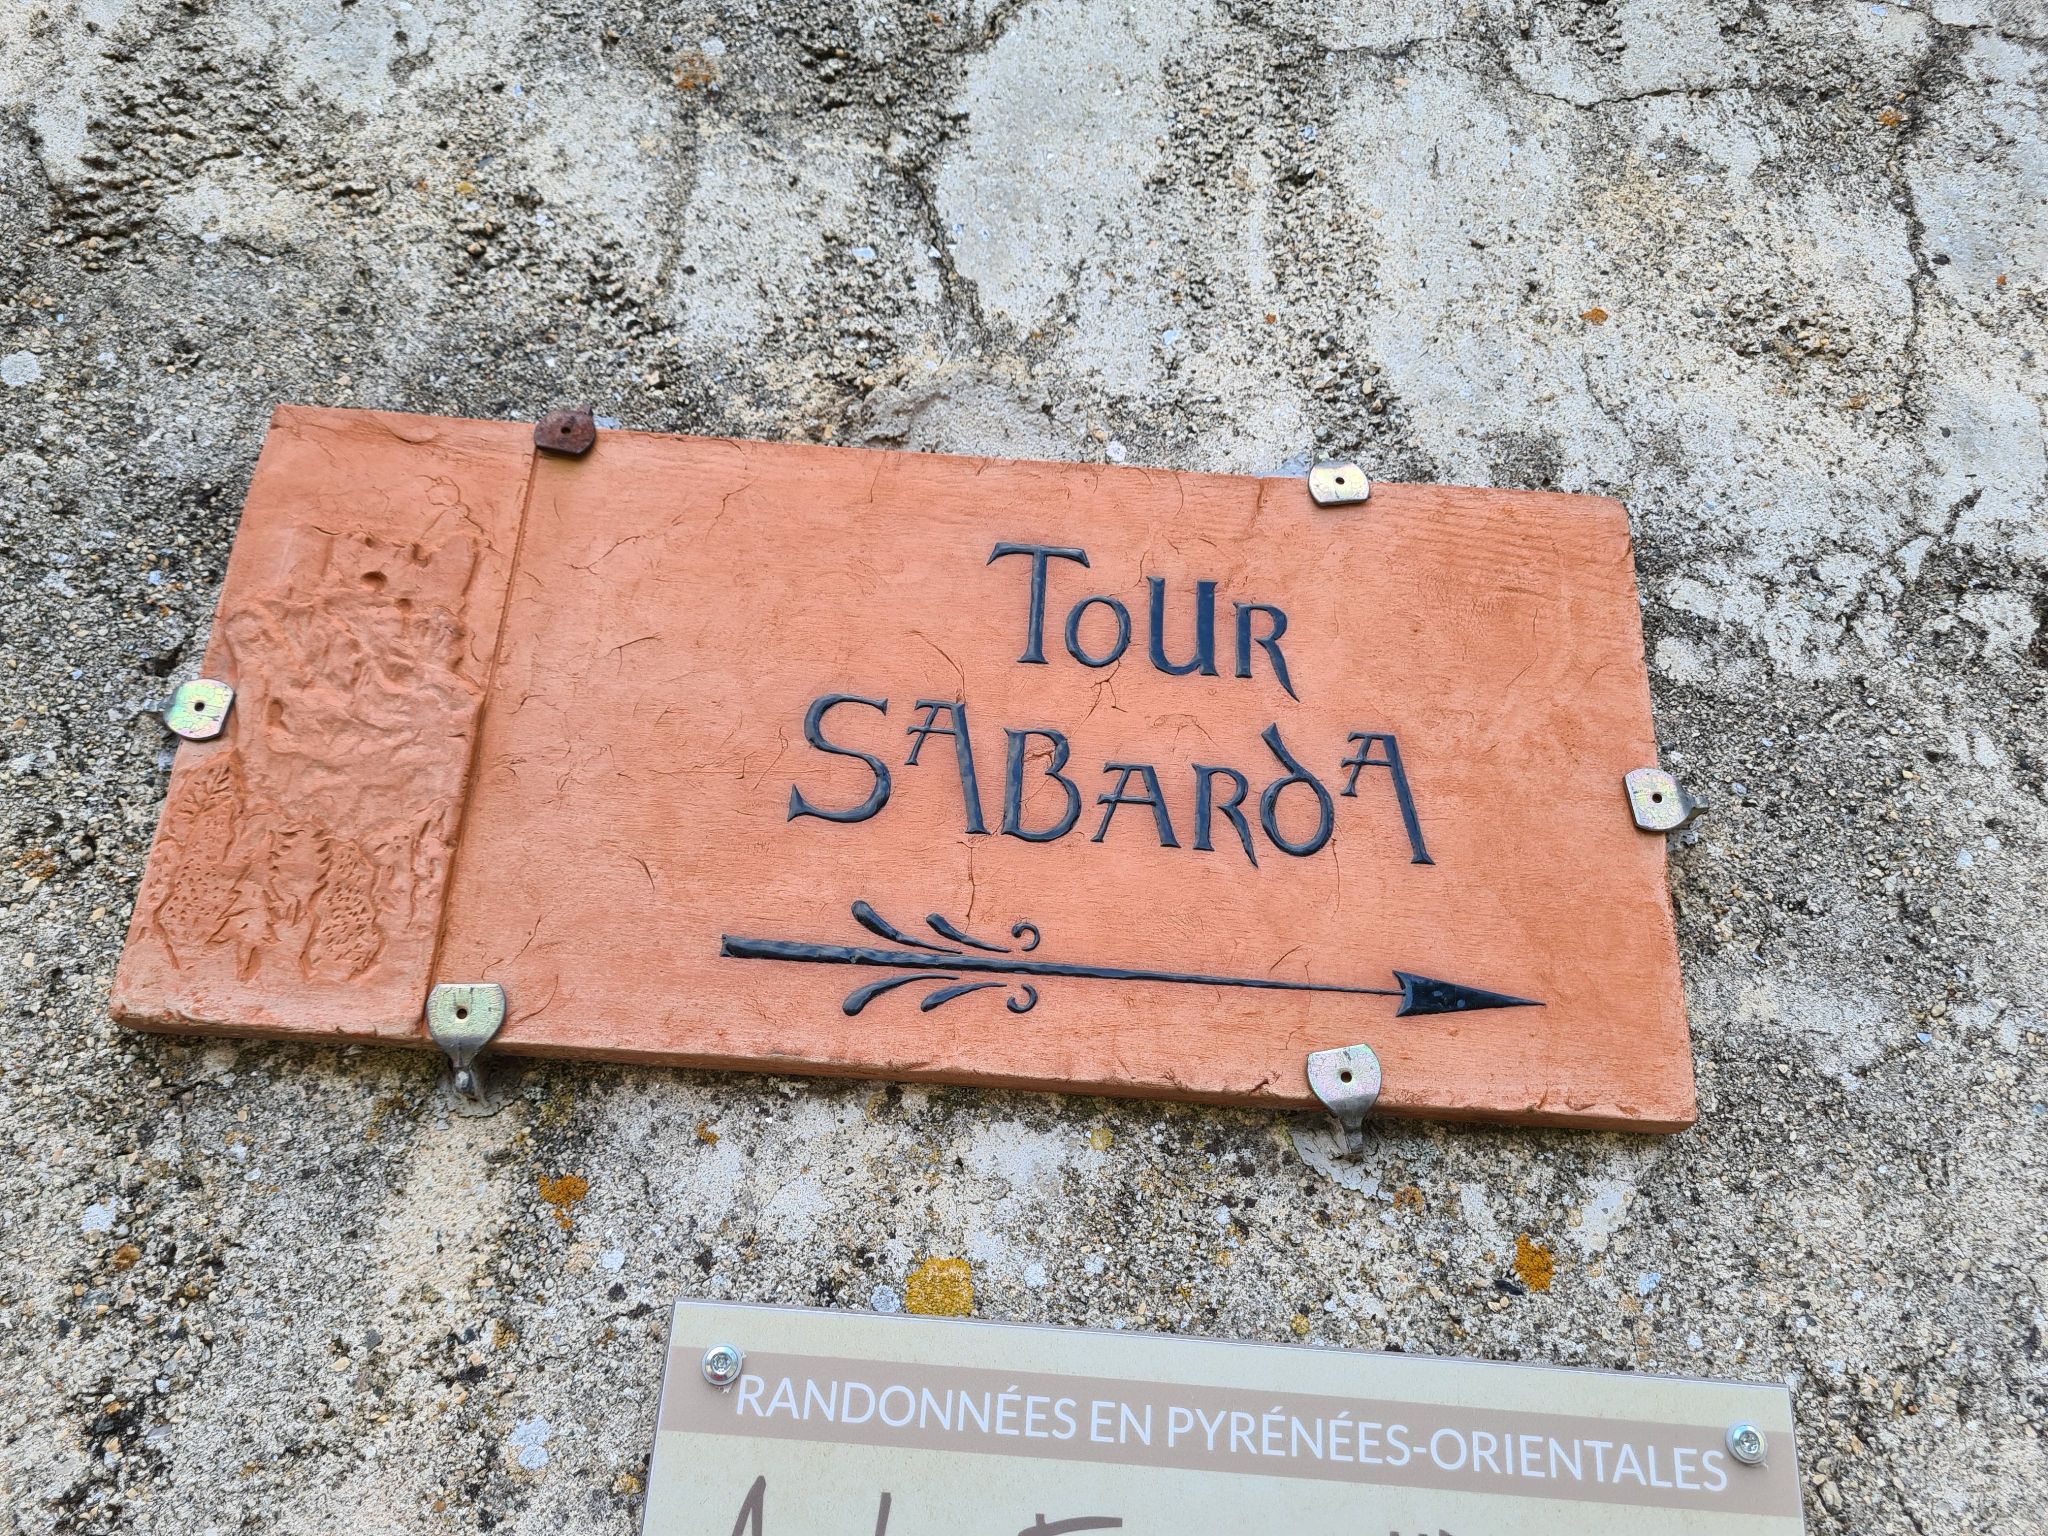 TOUR
SABARDA
RANDONNÉES EN PYRÉNÉES-ORIENTALES